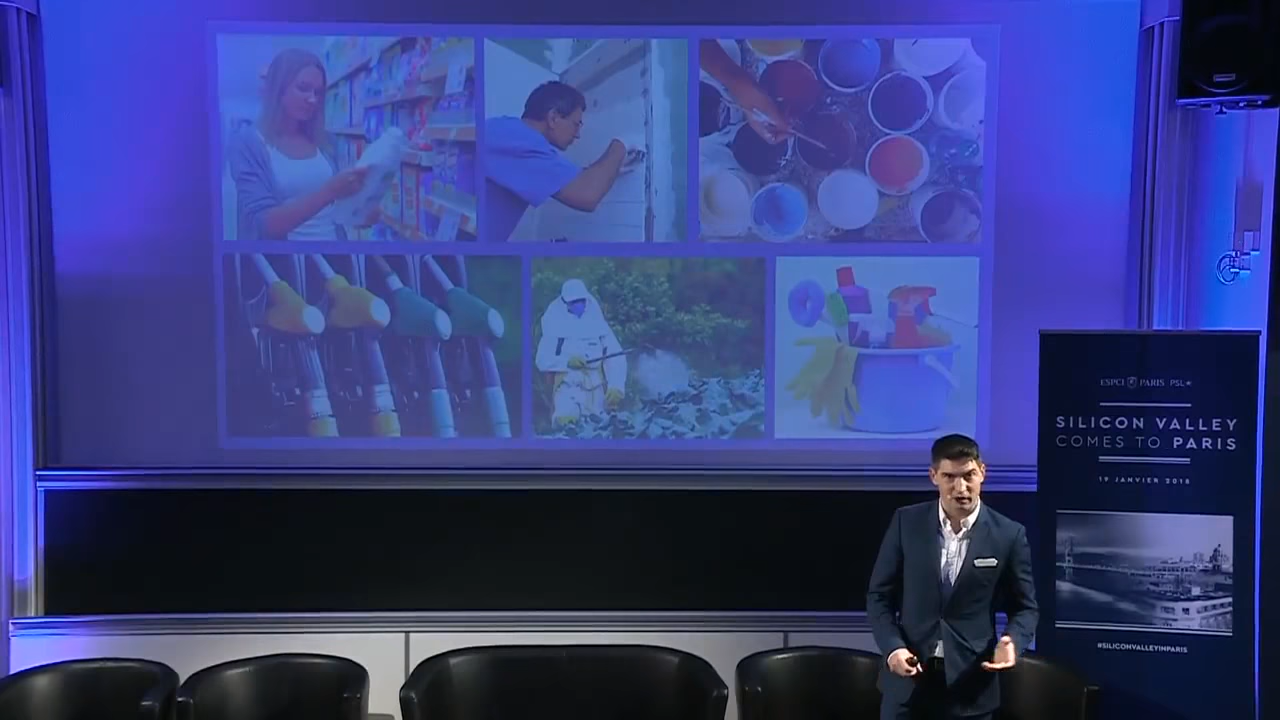 ESPCI PARIS PSL
SILICON VALLEY
COMES TO PARIS
19 JANVIER 2018
#SILICONVALLEYINPARIS